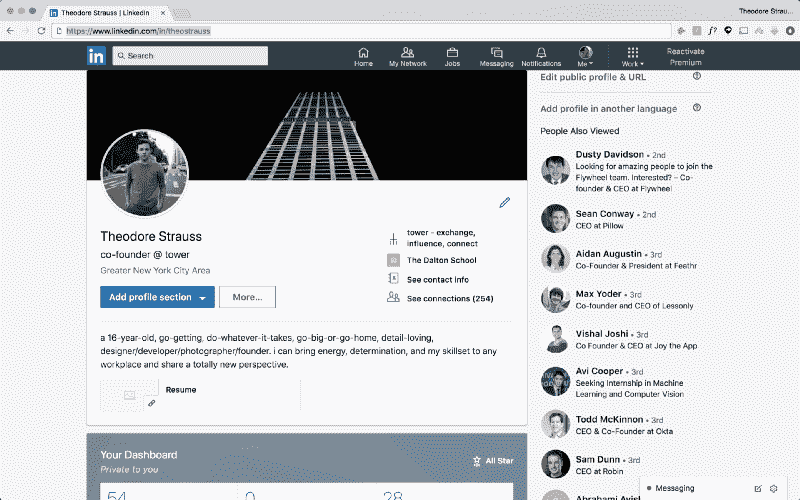 Theodore Strauss | LinkedIn
Theodore Strau...
https://www.linkedin.com/in/theostrauss
in
Search
Home
My Network
Jobs
Messaging
Notifications
Me
Work
Reactivate
Premium
Theodore Strauss
co-founder @ tower
Greater New York City Area
Add profile section
More...
tower - exchange,
influence, connect
The Dalton School
See contact info
See connections (254)
a 16-year-old, go-getting, do-whatever-it-takes, go-big-or-go-home, detail-loving,
designer/developer/photographer/founder. i can bring energy, determination, and my skillset to any
workplace and share a totally new perspective.
Resume
Your Dashboard
Private to you
All Star
54
0
28
Edit public profile & URL
Add profile in another language
People Also Viewed
Dusty Davidson • 2nd
Looking for amazing people to join the
Flywheel team. Interested? – Co-
founder & CEO at Flywheel
Sean Conway • 2nd
CEO at Pillow
Aidan Augustin • 3rd
Co-Founder & President at Feathr
Max Yoder • 3rd
Co-founder and CEO of Lessonly
Vishal Joshi • 3rd
Co Founder & CEO at Joy the App
Avi Cooper • 3rd
Seeking Internship in Machine
Learning and Computer Vision
Todd McKinnon • 3rd
CEO & Co-Founder at Okta
Sam Dunn • 3rd
CEO at Robin
Messaging